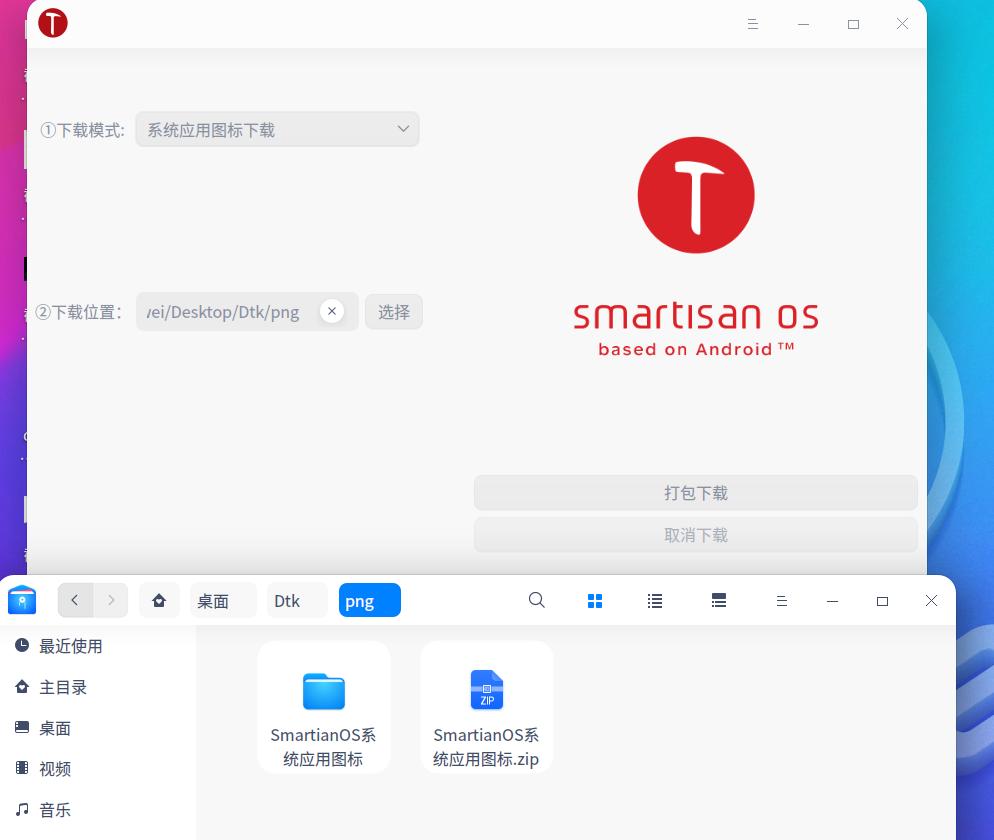 ①下载模式:
系统应用图标下载
②下载位置：
ei/Desktop/Dtk/png
选择
smartisan os
based on Android™
打包下载
取消下载
桌面
Dtk
png
最近使用
主目录
桌面
视频
音乐
ZIP
SmartianOS系
统应用图标
SmartianOS系
统应用图标.zip